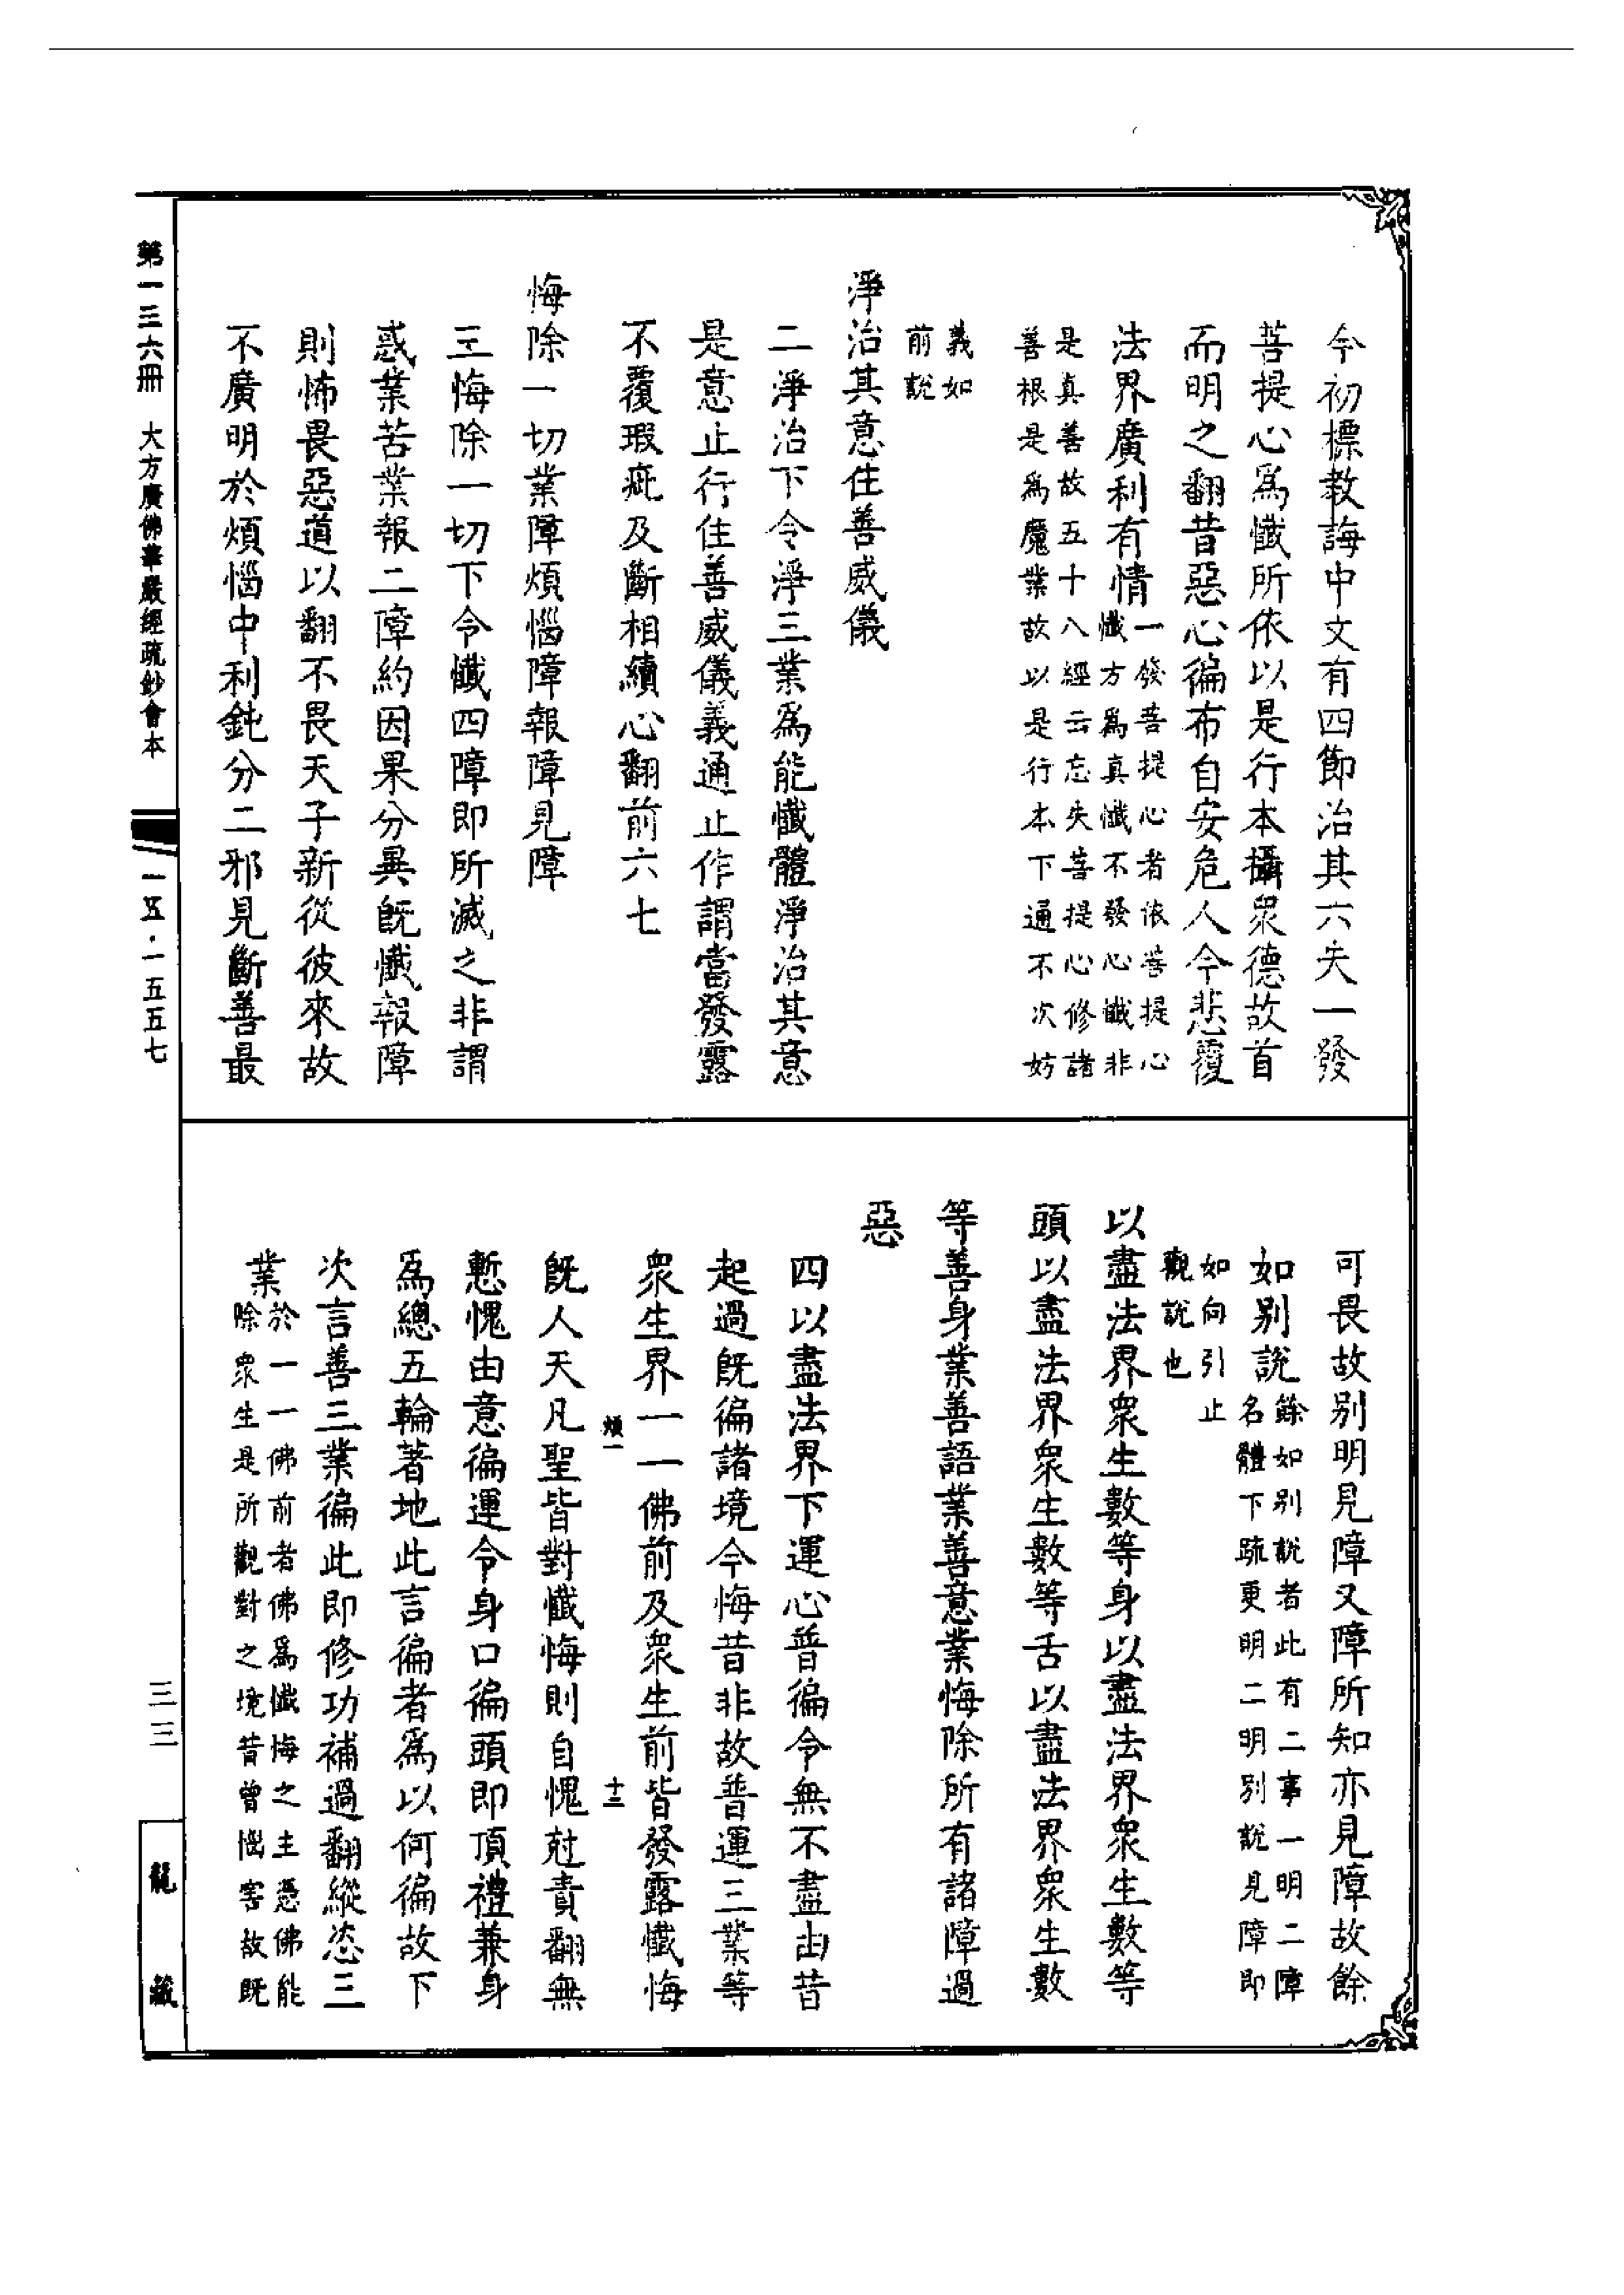 今初標教誨中文有四節治其六失一發
菩提心爲懺所依以是行本攝衆德故首
而明之翻昔惡心徧布自安危人今悲覆
法界廣利有情一發菩提心者依菩提心
懺方爲真懺不發心懺非
是真善故五十八經云忘失菩提心修諸
善根是爲魔業故以是行本下通不次妨
義如
前說
淨治其意住善威儀
二淨治下令淨三業爲能懺體淨治其意
是意止行住善威儀義通止作謂當發露
不覆瑕疵及斷相續心翻前六七
悔除一切業障煩惱障報障見障
三悔除一切下令懺四障即所滅之非謂
惑業苦業報二障約因果分異旣懺報障
則怖畏惡道以翻不畏天子新從彼來故
不廣明於煩惱中利鈍分二邪見斷善最
可畏故别明見障又障所知亦見障故餘
如别說餘如别說者此有二事一明二障
名體下疏更明二明别說見障即
如向引止
觀說也
以盡法界衆生數等身以盡法界衆生數等
頭以盡法界衆生數等舌以盡法界衆生數
等善身業善語業善意業悔除所有諸障過
惡
四以盡法界下運心普徧令無不盡由昔
起過旣徧諸境今悔昔非故普運三業等
衆生界一一佛前及衆生前皆發露懺悔
煩一 十三
旣人天凡聖皆對懺悔則自愧尅責翻無
慙愧由意徧運令身口徧頭即頂禮兼身
爲總五輪著地此言徧者爲以何徧故下
次言善三業徧此即修功補過翻縱恣三
業於一一佛前者佛爲懺悔之主憑佛能
除衆生是所觀對之境昔曾惱害故旣
第一三六冊 大方廣佛華嚴經疏鈔會本 一五·一五五七
三三
龍藏